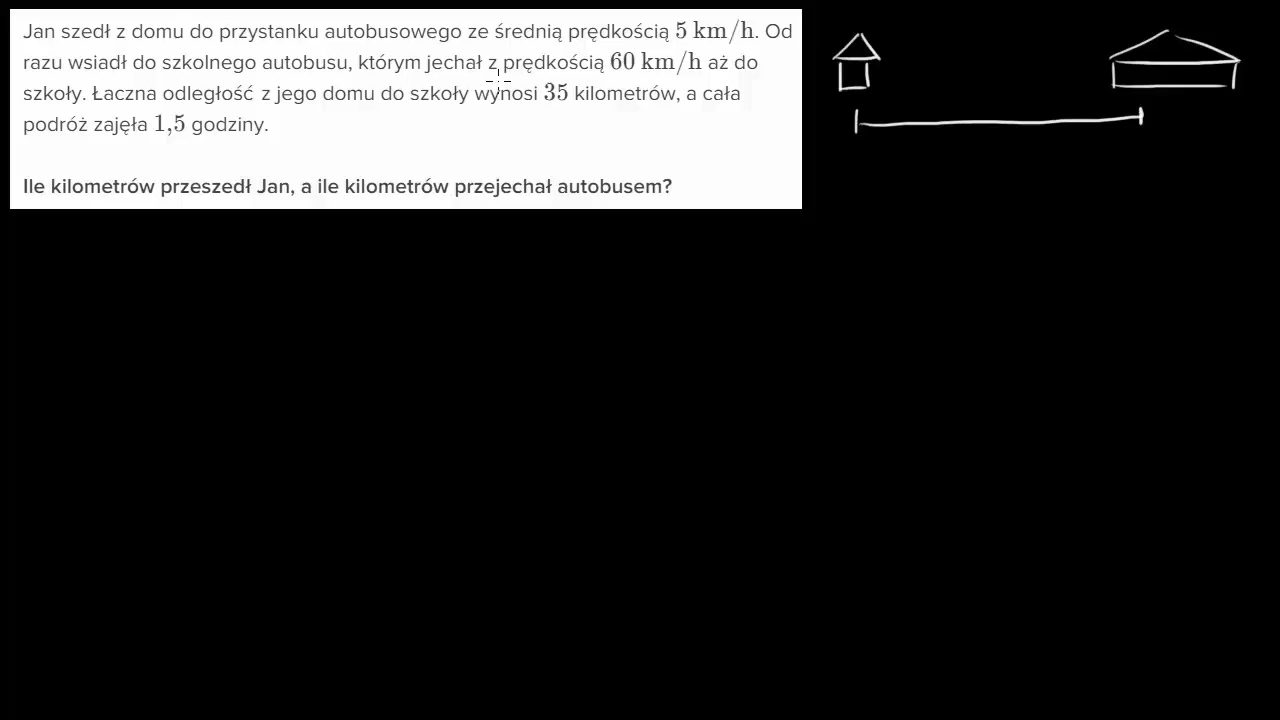 Jan szedł z domu do przystanku autobusowego ze średnią prędkością 5 km/h. Od
razu wsiadł do szkolnego autobusu, którym jechał z prędkością 60 km/h aż do
szkoły. Łaczna odległość z jego domu do szkoły wynosi 35 kilometrów, a cała
podróż zajęła 1,5 godziny.
Ile kilometrów przeszedł Jan, a ile kilometrów przejechał autobusem?